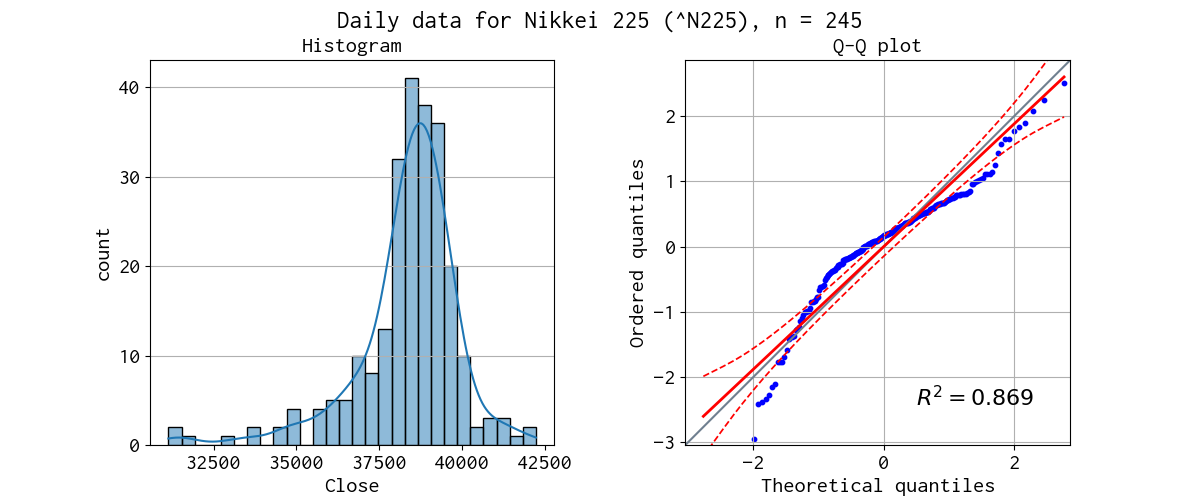 Daily data for Nikkei 225 (^N225), n = 245
Histogram
40
30
20
10
0
count
32500 35000 37500 40000 42500
Close
Q-Q plot
2
1
0
−1
−2
−3
Ordered quantiles
R² = 0.869
−2 0 2
Theoretical quantiles